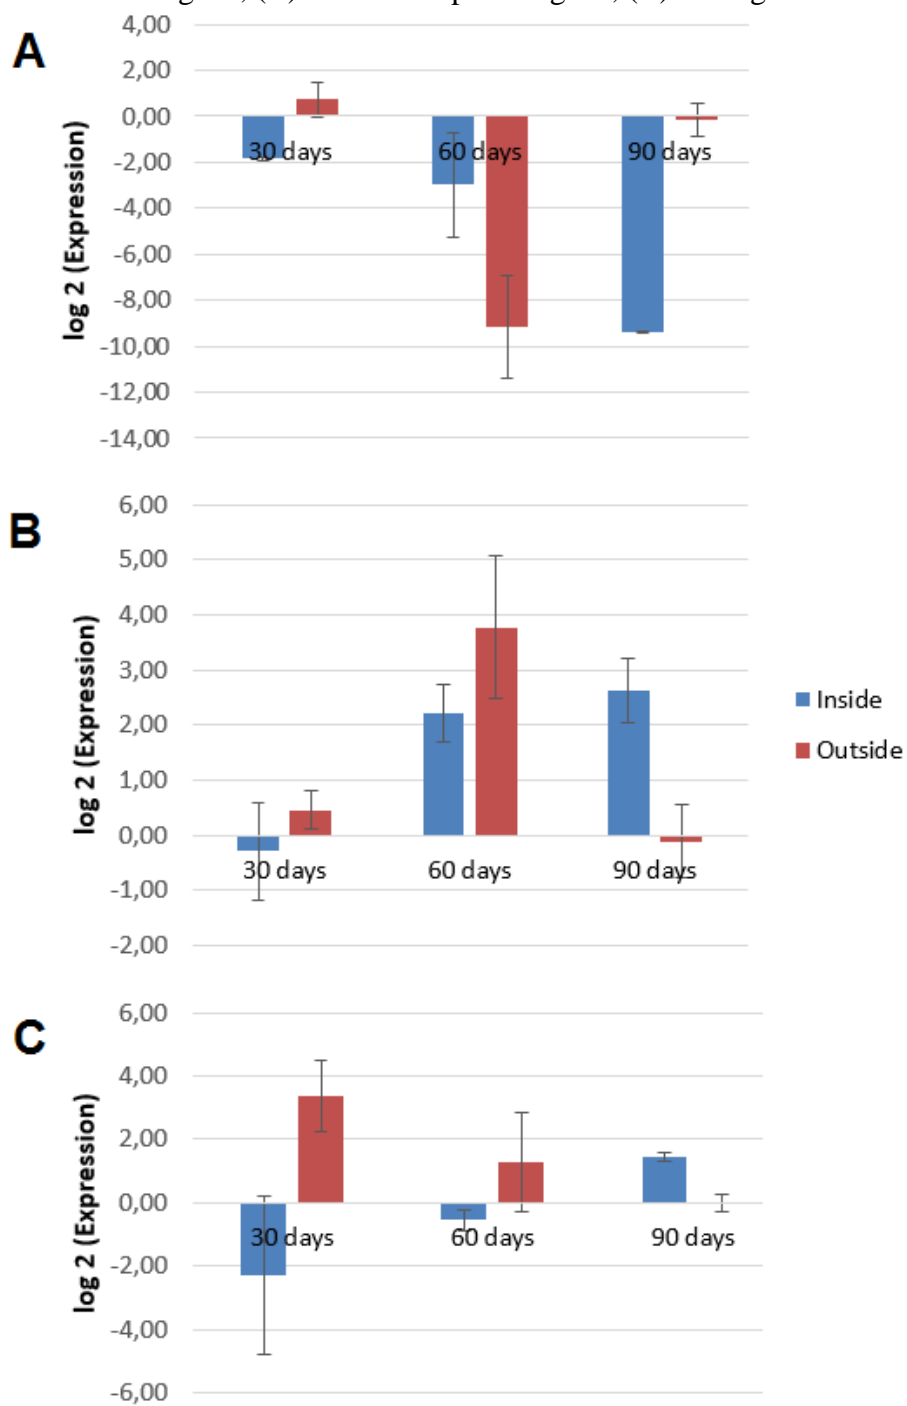 A
log 2 (Expression)
4,00
2,00
0,00
-2,00
-4,00
-6,00
-8,00
-10,00
-12,00
-14,00
30 days
60 days
90 days
B
log 2 (Expression)
6,00
5,00
4,00
3,00
2,00
1,00
0,00
-1,00
-2,00
30 days
60 days
90 days
Inside
Outside
C
log 2 (Expression)
6,00
4,00
2,00
0,00
-2,00
-4,00
-6,00
30 days
60 days
90 days